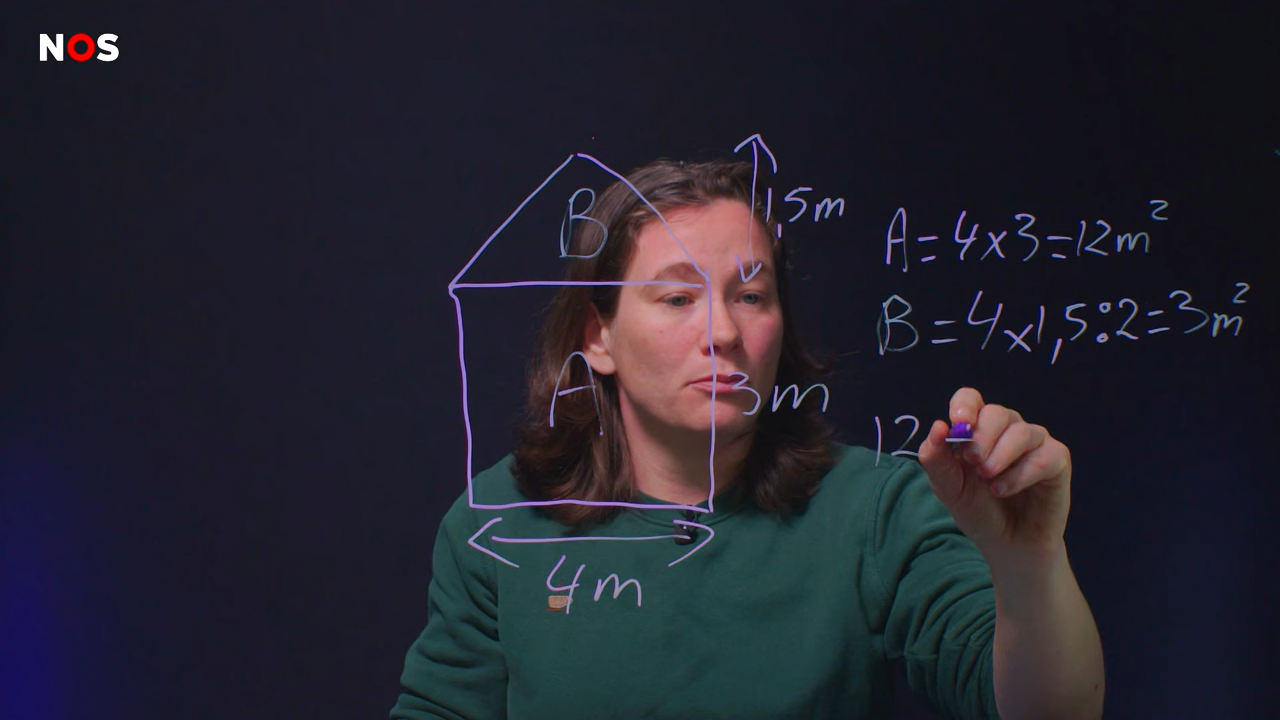 NOS
B
1,5m
A = 4x3=12m²
B = 4x1,5:2=3m²
A
3m
12
4m